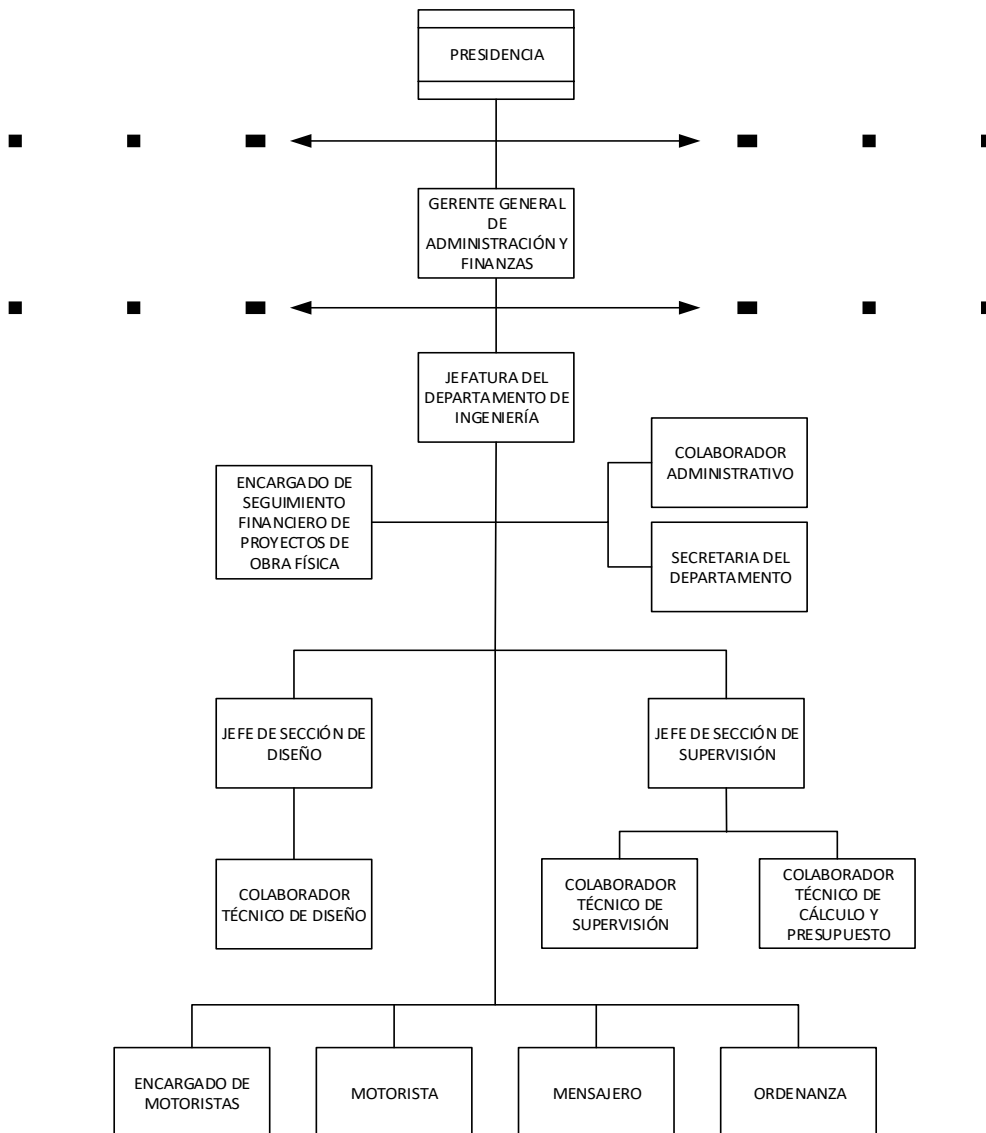 PRESIDENCIA
GERENTE GENERAL
DE
ADMINISTRACIÓN Y
FINANZAS
JEFATURA DEL
DEPARTAMENTO DE
INGENIERÍA
ENCARGADO DE
SEGUIMIENTO
FINANCIERO DE
PROYECTOS DE
OBRA FÍSICA
COLABORADOR
ADMINISTRATIVO
SECRETARIA DEL
DEPARTAMENTO
JEFE DE SECCIÓN DE
DISEÑO
JEFE DE SECCIÓN DE
SUPERVISIÓN
COLABORADOR
TÉCNICO DE DISEÑO
COLABORADOR
TÉCNICO DE
SUPERVISIÓN
COLABORADOR
TÉCNICO DE
CÁLCULO Y
PRESUPUESTO
ENCARGADO DE
MOTORISTAS
MOTORISTA
MENSAJERO
ORDENANZA